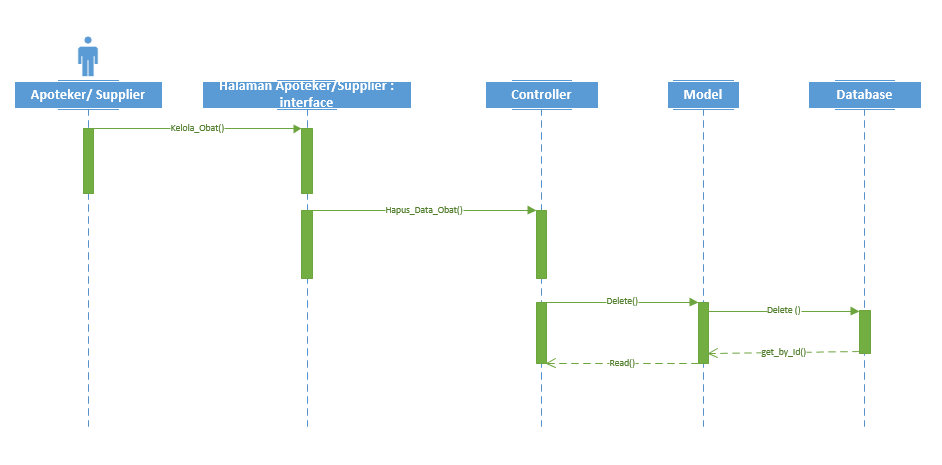 Apoteker/ Supplier
Halaman Apoteker/Supplier :
interface
Controller
Model
Database
Kelola_Obat()
Hapus_Data_Obat()
Delete()
Delete ()
get_by_Id()
Read()